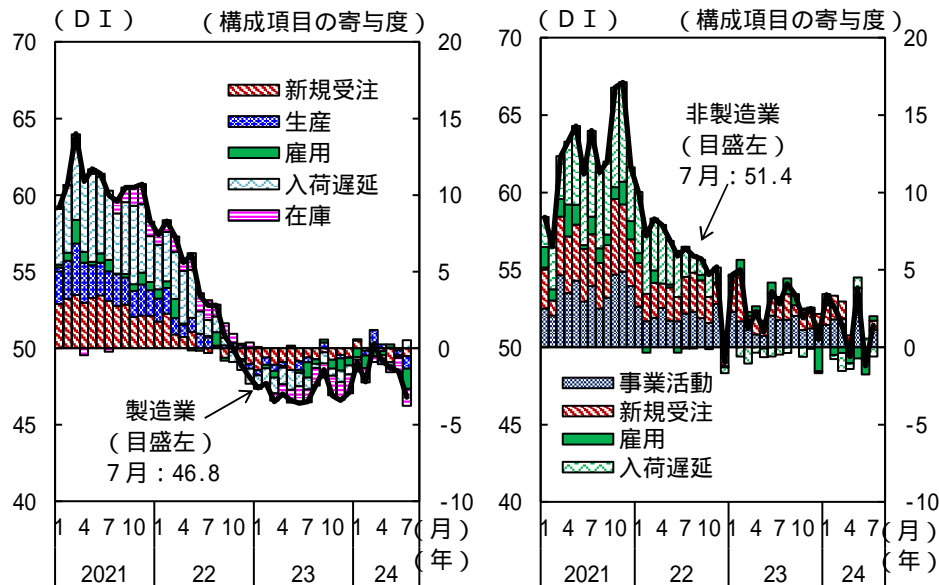 (ＤＩ) (構成項目の寄与度)
70
65
60
55
50
45
40
20
15
10
5
0
-5
-10
新規受注
生産
雇用
入荷遅延
在庫
製造業
(目盛左)
7月：46.8
1 4 7 10 1 4 7 10 1 4 7 10 1 4 7 (月)
2021 22 23 24 (年)
(ＤＩ) (構成項目の寄与度)
70
65
60
55
50
45
40
20
15
10
5
0
-5
-10
非製造業
(目盛左)
7月：51.4
事業活動
新規受注
雇用
入荷遅延
1 4 7 10 1 4 7 10 1 4 7 10 1 4 7 (月)
2021 22 23 24 (年)